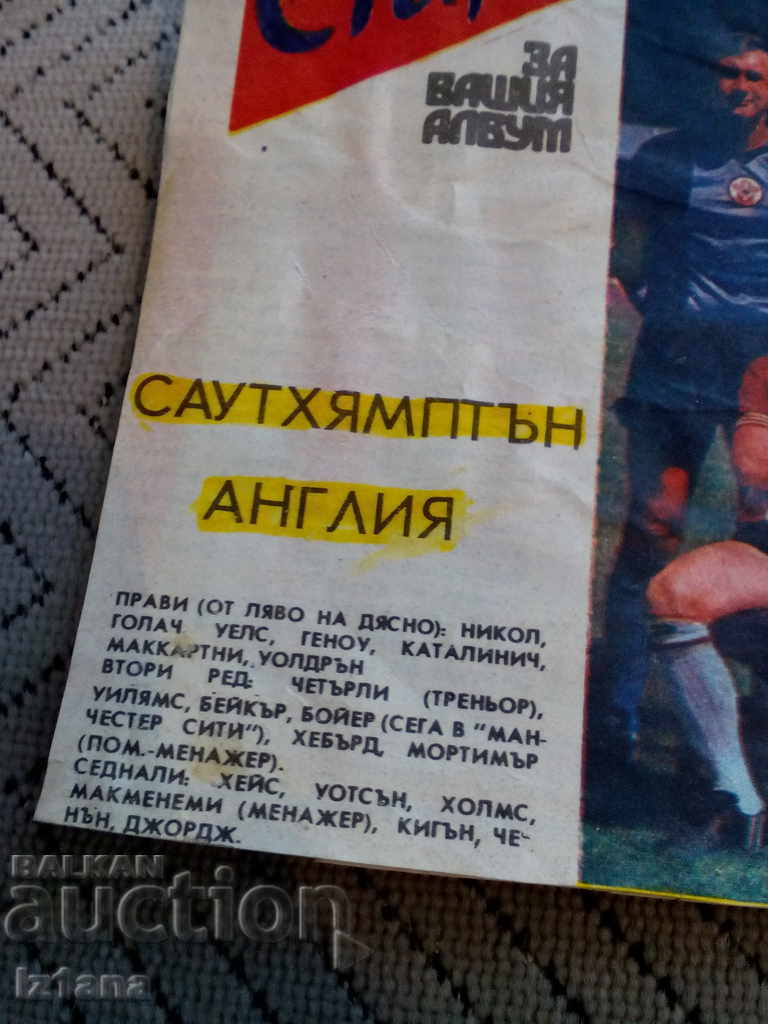 ЗА
ВАШИЯ
АЛБУМ
САУТХЯМПТЪН
АНГЛИЯ
ПРАВИ (ОТ ЛЯВО НА ДЯСНО): НИКОЛ,
ГОЛАЧ УЕЛС, ГЕНОУ, КАТАЛИНИЧ,
МАККАРТНИ, УОЛДРЪН
ВТОРИ РЕД: ЧЕТЪРЛИ (ТРЕНЬОР),
УИЛЯМС, БЕЙКЪР, БОЙЕР (СЕГА В "МАН-
ЧЕСТЕР СИТИ"), ХЕБЪРД, МОРТИМЪР
(ПОМ.-МЕНАЖЕР).
СЕДНАЛИ: ХЕЙС, УОТСЪН, ХОЛМС,
МАКМЕНЕМИ (МЕНАЖЕР), КИГЪН, ЧЕ-
НЪН, ДЖОРДЖ.
BALKAN
auction
iz1ana